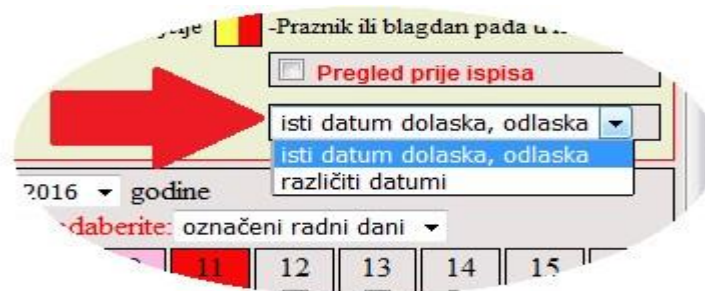 -Praznik ili blagdan pada u
Pregled prije ispisa
isti datum dolaska, odlaska
isti datum dolaska, odlaska
različiti datumi
2016 godine
daberite: označeni radni dani
11 12 13 14 15